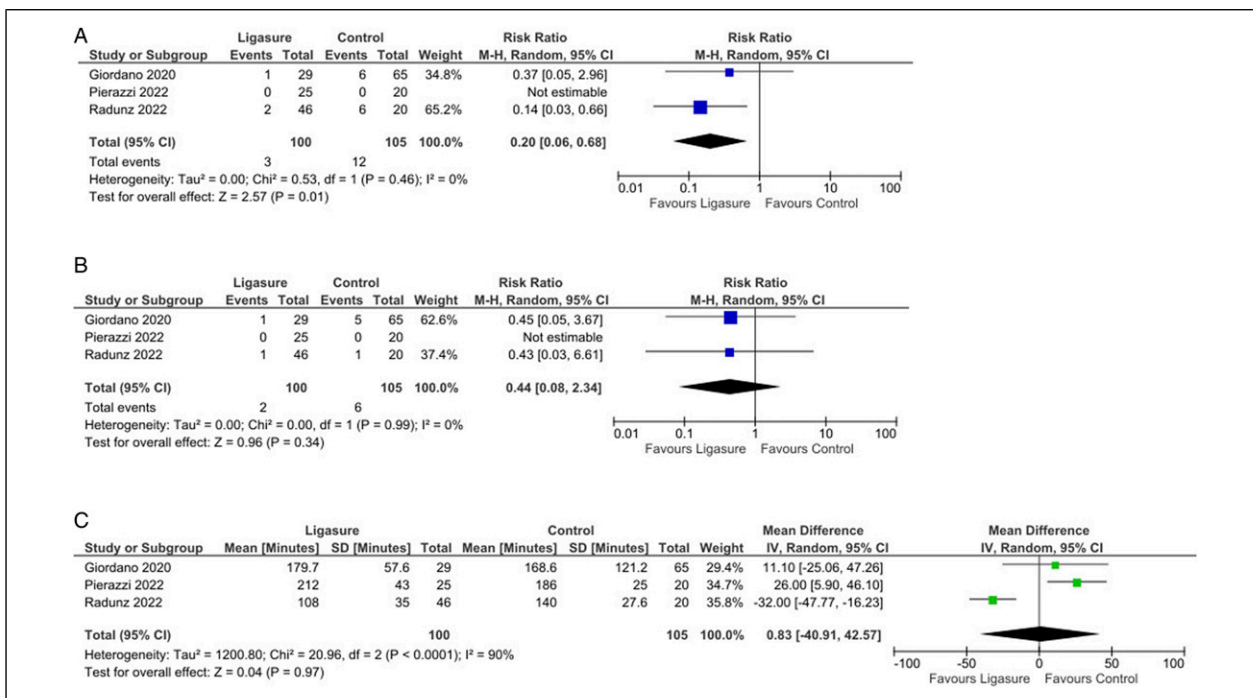 A
Ligasure Control Risk Ratio Risk Ratio
Study or Subgroup Events Total Events Total Weight M-H, Random, 95% CI M-H, Random, 95% CI
Giordano 2020 1 29 6 65 34.8% 0.37 [0.05, 2.96]
Pierazzi 2022 0 25 0 20 Not estimable
Radunz 2022 2 46 6 20 65.2% 0.14 [0.03, 0.66]
Total (95% CI) 100 105 100.0% 0.20 [0.06, 0.68]
Total events 3 12
Heterogeneity: Tau² = 0.00; Chi² = 0.53, df = 1 (P = 0.46); I² = 0%
Test for overall effect: Z = 2.57 (P = 0.01)
0.01 0.1 1 10 100
Favours Ligasure Favours Control
B
Ligasure Control Risk Ratio Risk Ratio
Study or Subgroup Events Total Events Total Weight M-H, Random, 95% CI M-H, Random, 95% CI
Giordano 2020 1 29 5 65 62.6% 0.45 [0.05, 3.67]
Pierazzi 2022 0 25 0 20 Not estimable
Radunz 2022 1 46 1 20 37.4% 0.43 [0.03, 6.61]
Total (95% CI) 100 105 100.0% 0.44 [0.08, 2.34]
Total events 2 6
Heterogeneity: Tau² = 0.00; Chi² = 0.00, df = 1 (P = 0.99); I² = 0%
Test for overall effect: Z = 0.96 (P = 0.34)
0.01 0.1 1 10 100
Favours Ligasure Favours Control
C
Ligasure Control Mean Difference Mean Difference
Study or Subgroup Mean [Minutes] SD [Minutes] Total Mean [Minutes] SD [Minutes] Total Weight IV, Random, 95% CI IV, Random, 95% CI
Giordano 2020 179.7 57.6 29 168.6 121.2 65 29.4% 11.10 [-25.06, 47.26]
Pierazzi 2022 212 43 25 186 25 20 34.7% 26.00 [5.90, 46.10]
Radunz 2022 108 35 46 140 27.6 20 35.8% -32.00 [-47.77, -16.23]
Total (95% CI) 100 105 100.0% 0.83 [-40.91, 42.57]
Heterogeneity: Tau² = 1200.80; Chi² = 20.96, df = 2 (P < 0.0001); I² = 90%
Test for overall effect: Z = 0.04 (P = 0.97)
-100 -50 0 50 100
Favours Ligasure Favours Control